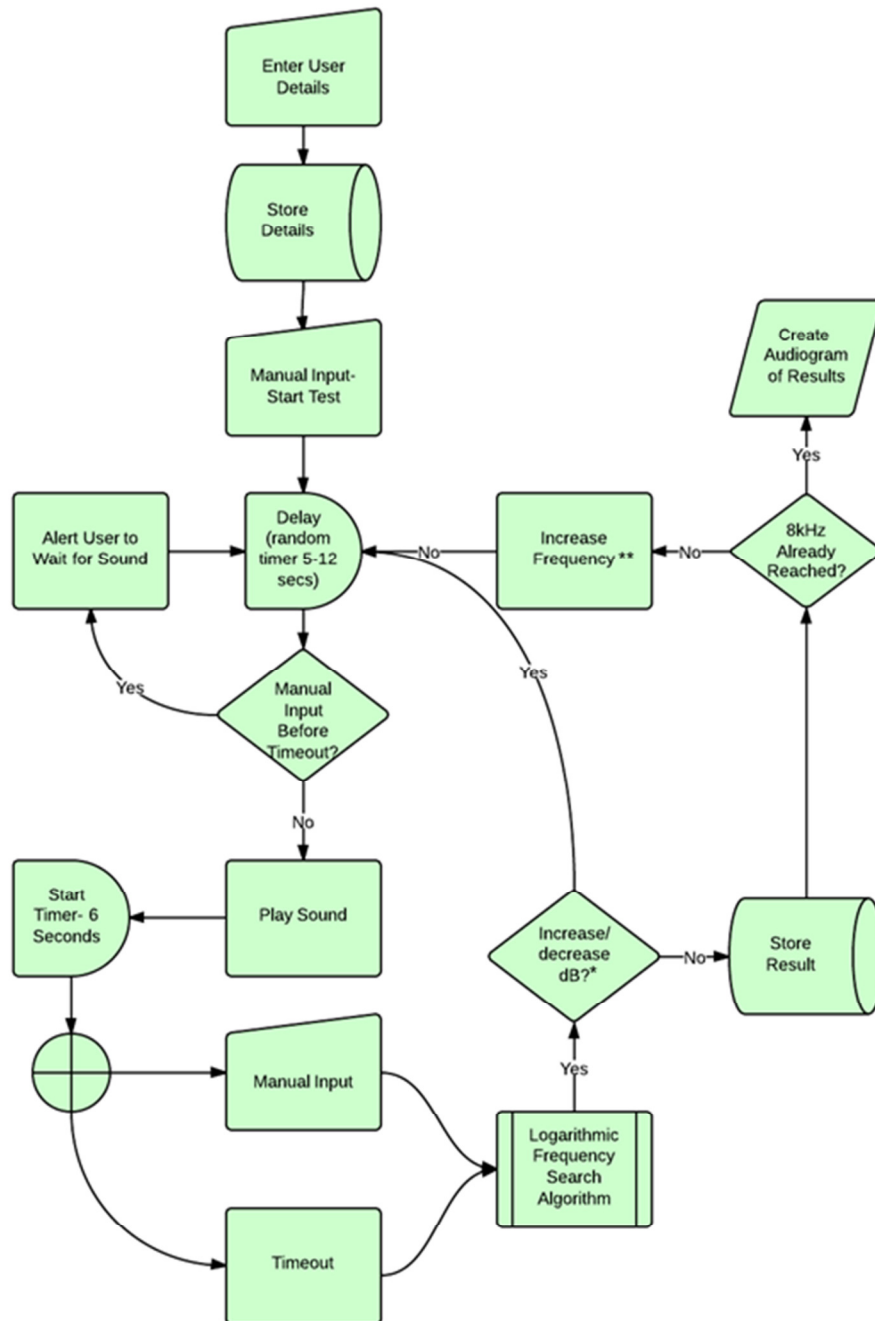 Enter User
Details
Store
Details
Manual Input-
Start Test
Create
Audiogram
of Results
Yes
Alert User to
Wait for Sound
Delay
(random
timer 5-12
secs)
No
Increase
Frequency **
No
8kHz
Already
Reached?
Yes
Yes
Manual
Input
Before
Timeout?
No
Start
Timer- 6
Seconds
Play Sound
Increase/
decrease
dB?*
No
Store
Result
Manual Input
Yes
Logarithmic
Frequency
Search
Algorithm
Timeout